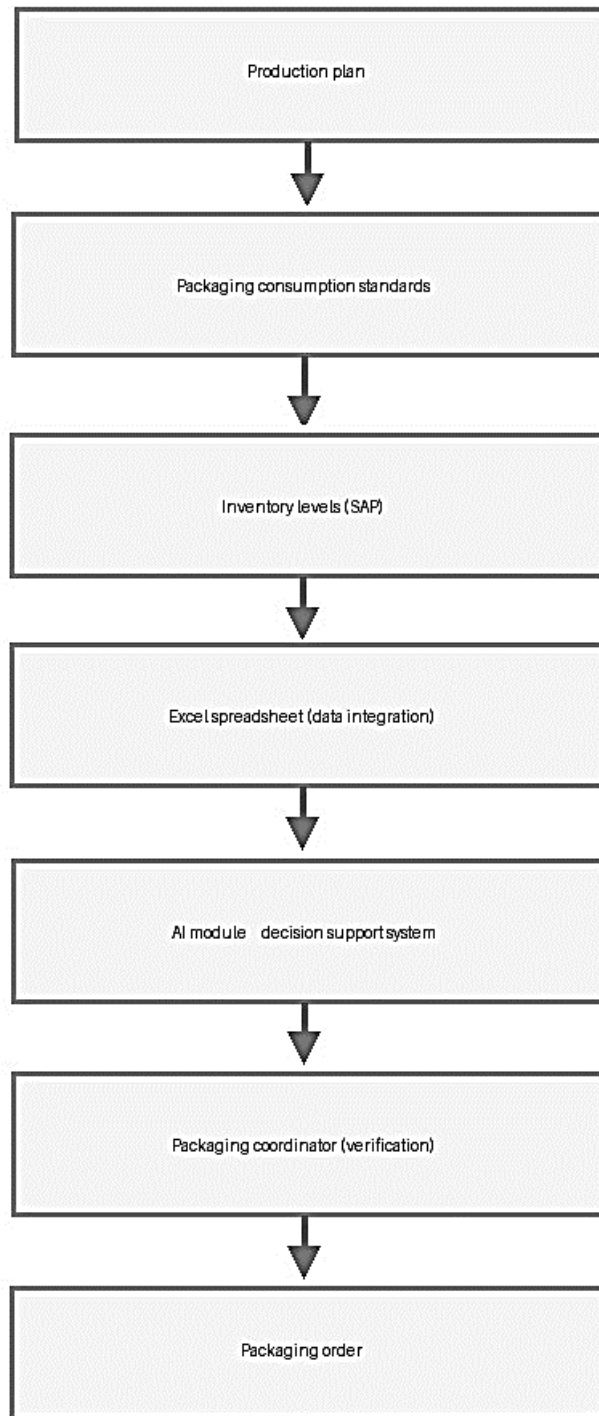 Production plan
Packaging consumption standards
Inventory levels (SAP)
Excel spreadsheet (data integration)
AI module decision support system
Packaging coordinator (verification)
Packaging order